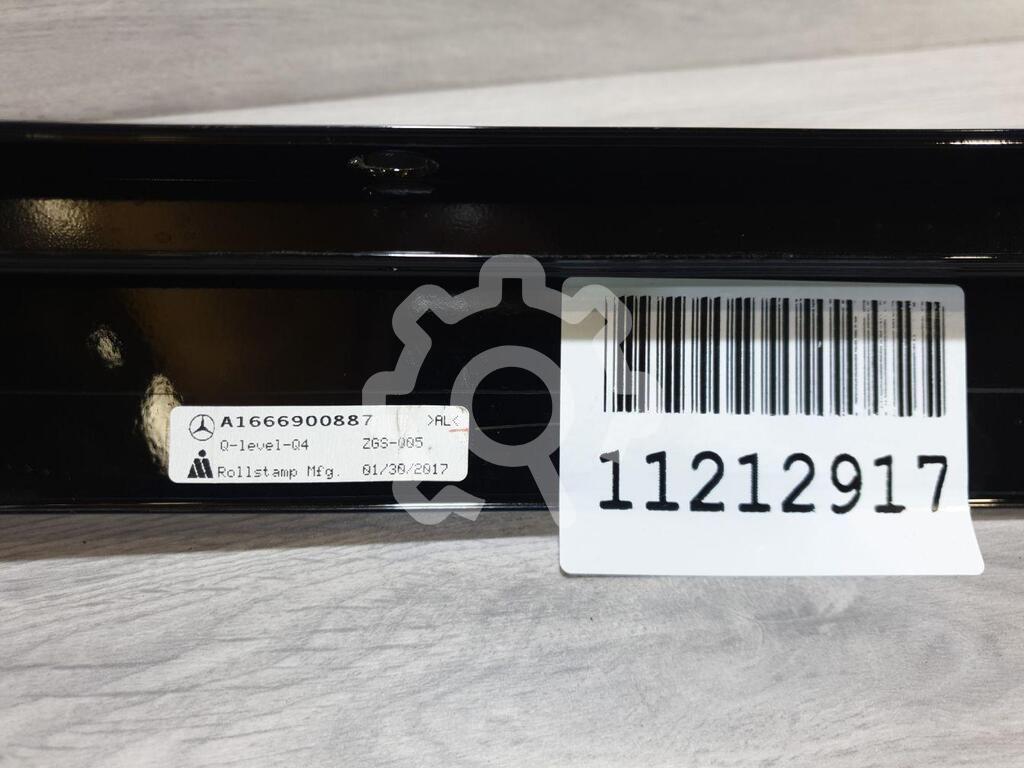 A1666900887 >AL<
Q-level-Q4 ZGS-005
Rollstamp Mfg. 01/30/2017
11212917